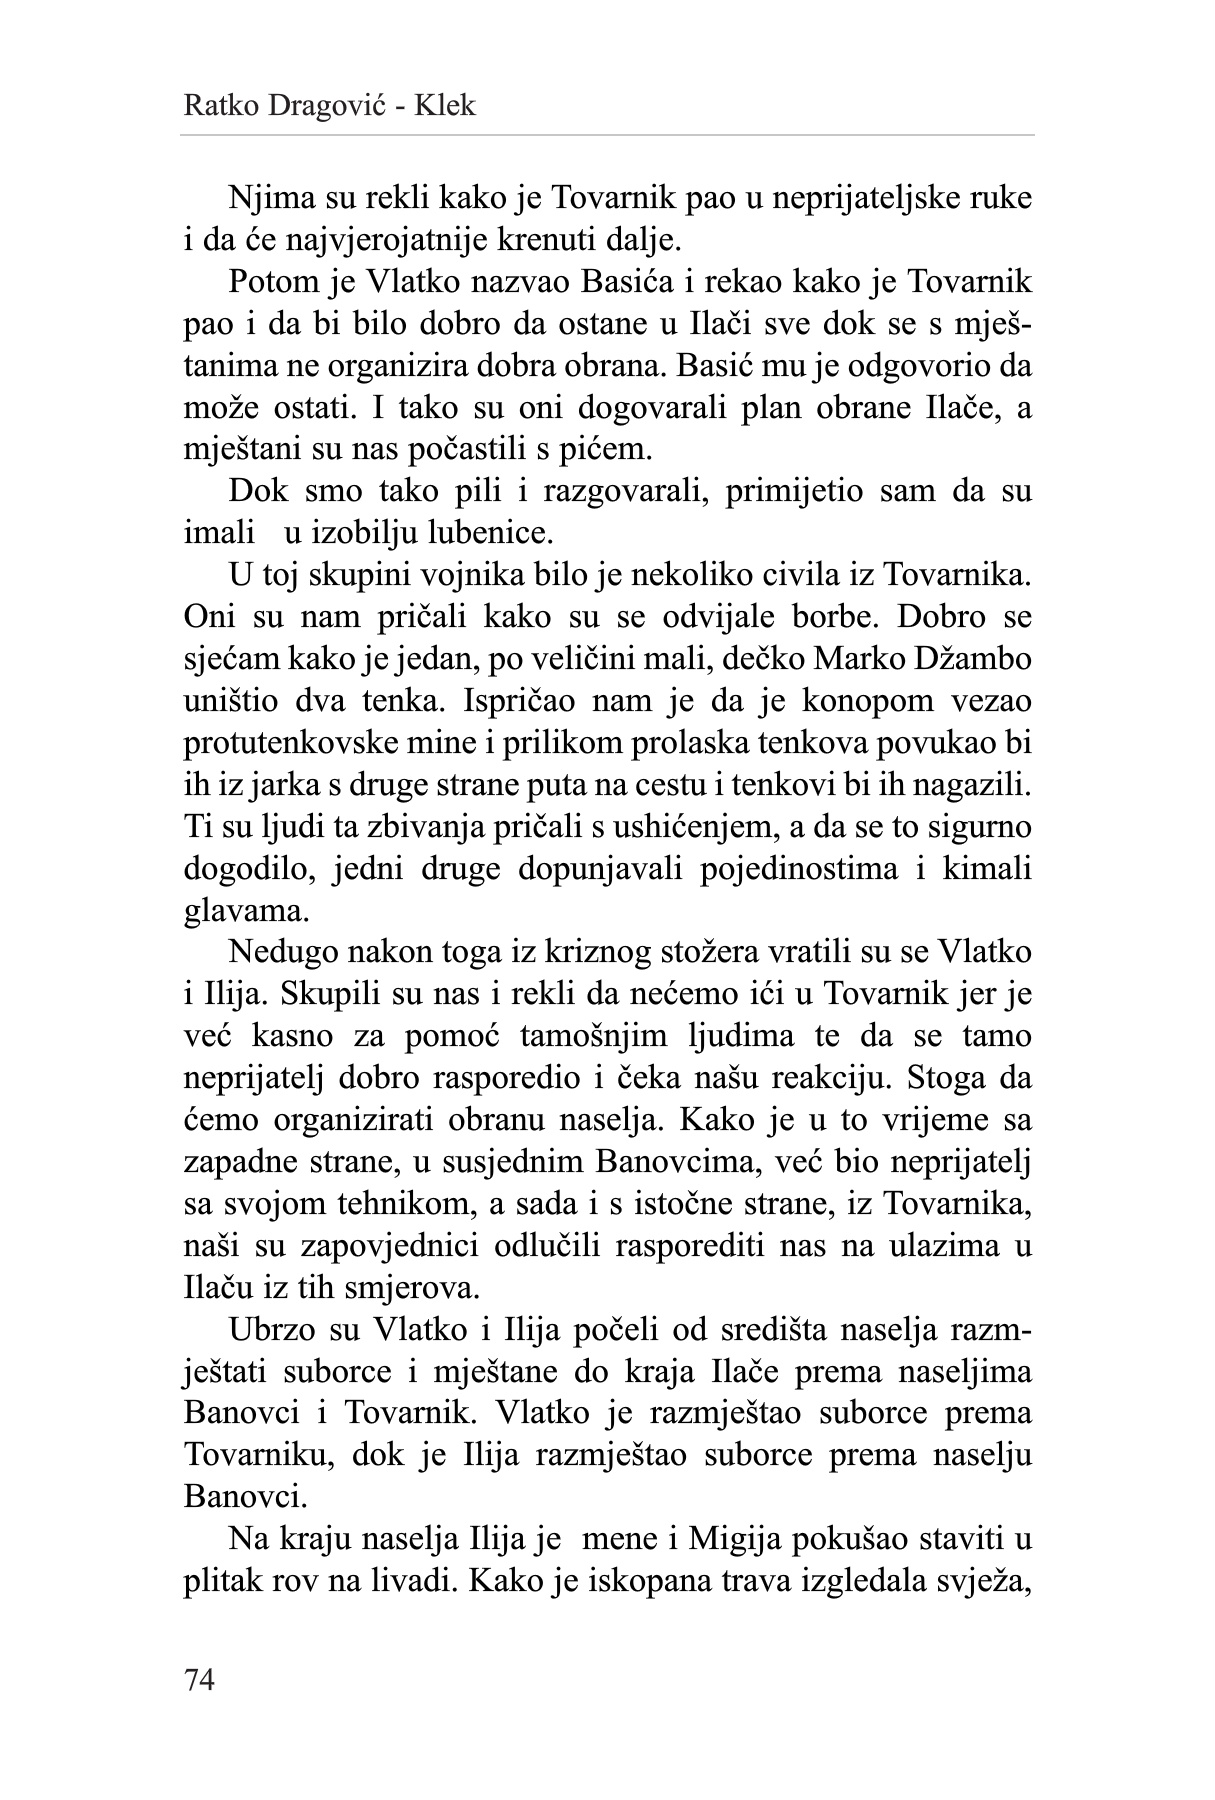 Ratko Dragović - Klek
Njima su rekli kako je Tovarnik pao u neprijateljske ruke
i da će najvjerojatnije krenuti dalje.
Potom je Vlatko nazvao Basića i rekao kako je Tovarnik
pao i da bi bilo dobro da ostane u Ilači sve dok se s mješ-
tanima ne organizira dobra obrana. Basić mu je odgovorio da
može ostati. I tako su oni dogovarali plan obrane Ilače, a
mještani su nas počastili s pićem.
Dok smo tako pili i razgovarali, primijetio sam da su
imali u izobilju lubenice.
U toj skupini vojnika bilo je nekoliko civila iz Tovarnika.
Oni su nam pričali kako su se odvijale borbe. Dobro se
sjećam kako je jedan, po veličini mali, dečko Marko Džambo
uništio dva tenka. Ispričao nam je da je konopom vezao
protutenkovske mine i prilikom prolaska tenkova povukao bi
ih iz jarka s druge strane puta na cestu i tenkovi bi ih nagazili.
Ti su ljudi ta zbivanja pričali s ushićenjem, a da se to sigurno
dogodilo, jedni druge dopunjavali pojedinostima i kimali
glavama.
Nedugo nakon toga iz kriznog stožera vratili su se Vlatko
i Ilija. Skupili su nas i rekli da nećemo ići u Tovarnik jer je
već kasno za pomoć tamošnjim ljudima te da se tamo
neprijatelj dobro rasporedio i čeka našu reakciju. Stoga da
ćemo organizirati obranu naselja. Kako je u to vrijeme sa
zapadne strane, u susjednim Banovcima, već bio neprijatelj
sa svojom tehnikom, a sada i s istočne strane, iz Tovarnika,
naši su zapovjednici odlučili rasporediti nas na ulazima u
Ilaču iz tih smjerova.
Ubrzo su Vlatko i Ilija počeli od središta naselja razm-
ještati suborce i mještane do kraja Ilače prema naseljima
Banovci i Tovarnik. Vlatko je razmještao suborce prema
Tovarniku, dok je Ilija razmještao suborce prema naselju
Banovci.
Na kraju naselja Ilija je mene i Migija pokušao staviti u
plitak rov na livadi. Kako je iskopana trava izgledala svježa,
74